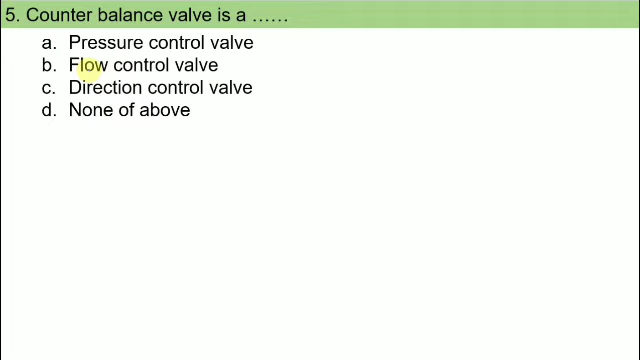 5. Counter balance valve is a ......
a. Pressure control valve
b. Flow control valve
c. Direction control valve
d. None of above